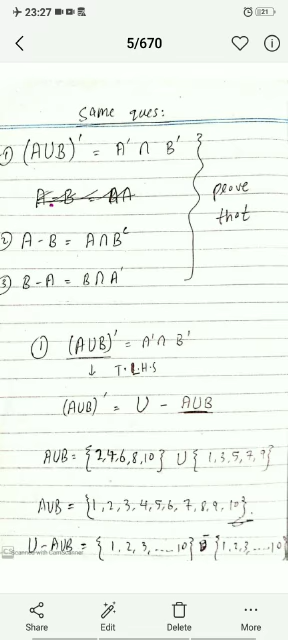 23:27
21
5/670
Same ques:
① (AUB)' = A' ∩ B'
prove
that
② A - B = A∩Bᶜ
③ B - A = B∩A'
① (AUB)' = A'∩ B'
↓ T.L.H.S
(AUB)' = U - AUB
AUB = {2,4,6,8,10} U {1,3,5,7,9}
AUB = {1,2,3,4,5,6,7,8,9,10}.
U - AUB = {1,2,3,.....10} - {1,2,3....10}
Scanned with CamScanner
Share Edit Delete More